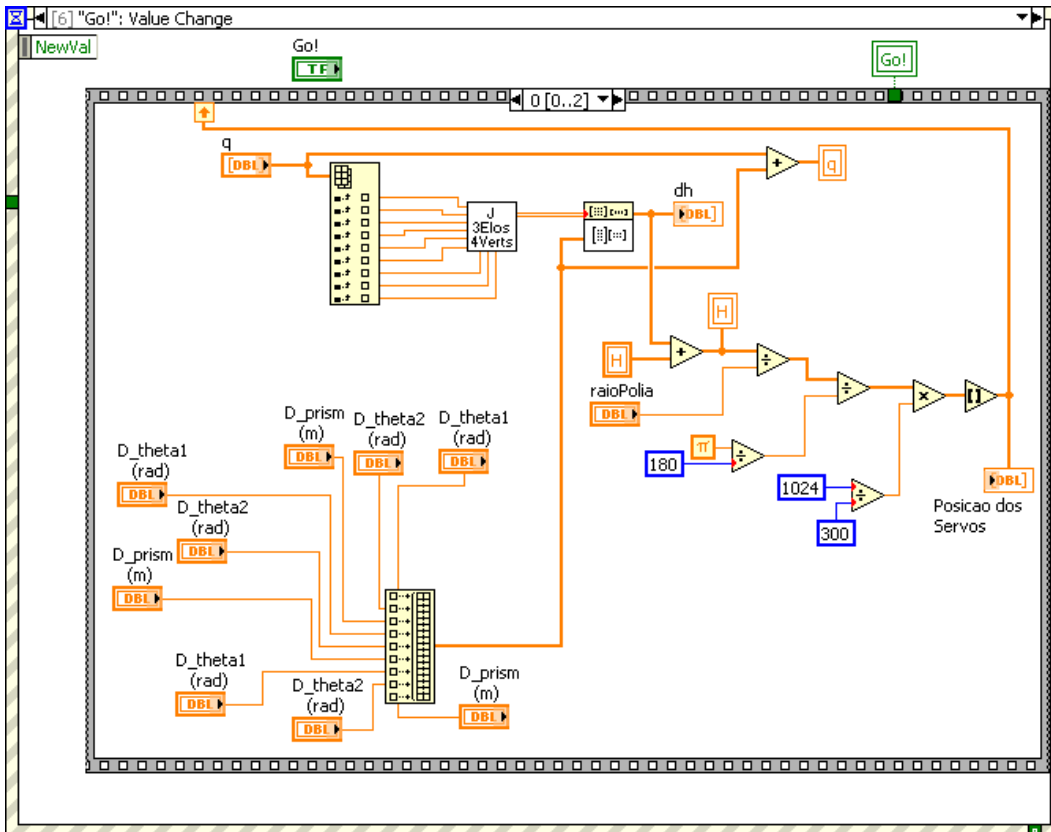 [6] "Go!": Value Change
NewVal
Go!
TF
Go!
0 [0..2]
q
[DBL]
J
3Elos
4Verts
dh
DBL]
q
H
H
raioPolia
DBL
π
180
1024
300
DBL]
Posicao dos
Servos
D_prism
(m)
DBL
D_theta2
(rad)
DBL
D_theta1
(rad)
DBL
D_theta1
(rad)
DBL
D_theta2
(rad)
DBL
D_prism
(m)
DBL
D_theta1
(rad)
DBL
D_theta2
(rad)
DBL
D_prism
(m)
DBL